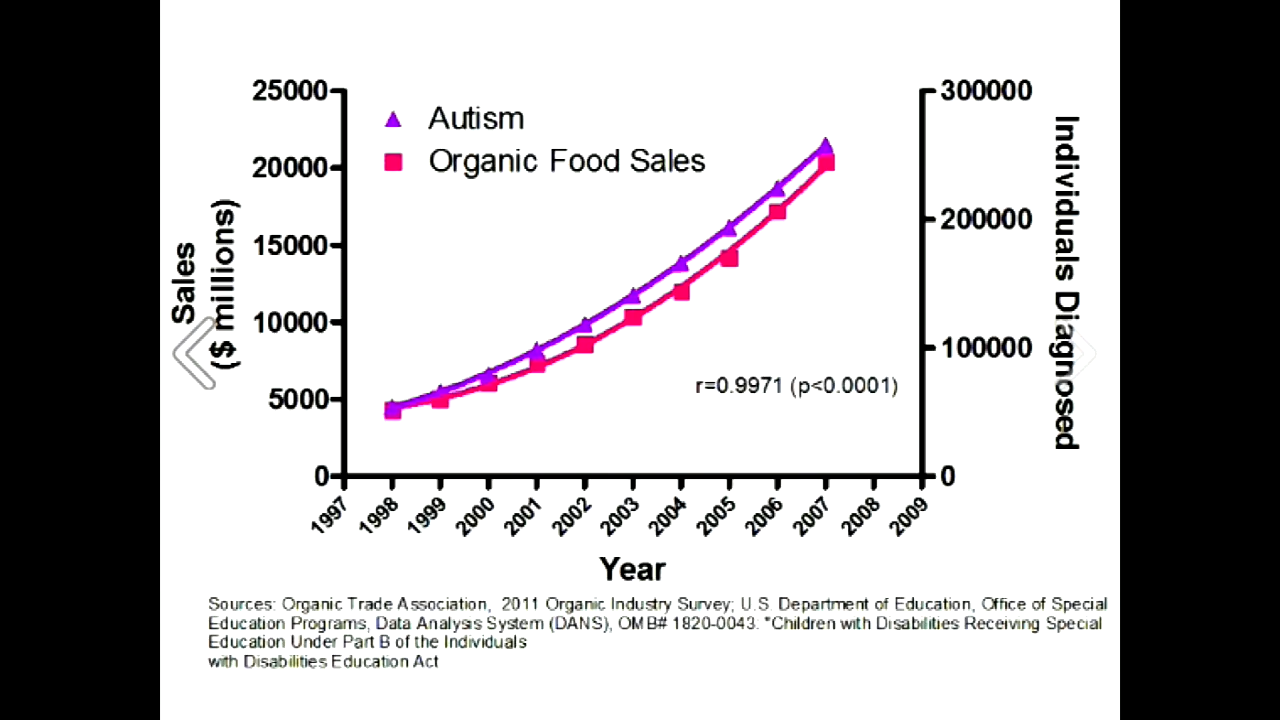 25000
20000
15000
10000
5000
0
Sales
($ millions)
Autism
Organic Food Sales
r=0.9971 (p<0.0001)
300000
200000
100000
0
Individuals Diagnosed
1997
1998
1999
2000
2001
2002
2003
2004
2005
2006
2007
2008
2009
Year
Sources: Organic Trade Association, 2011 Organic Industry Survey; U.S. Department of Education, Office of Special
Education Programs, Data Analysis System (DANS), OMB# 1820-0043: "Children with Disabilities Receiving Special
Education Under Part B of the Individuals
with Disabilities Education Act